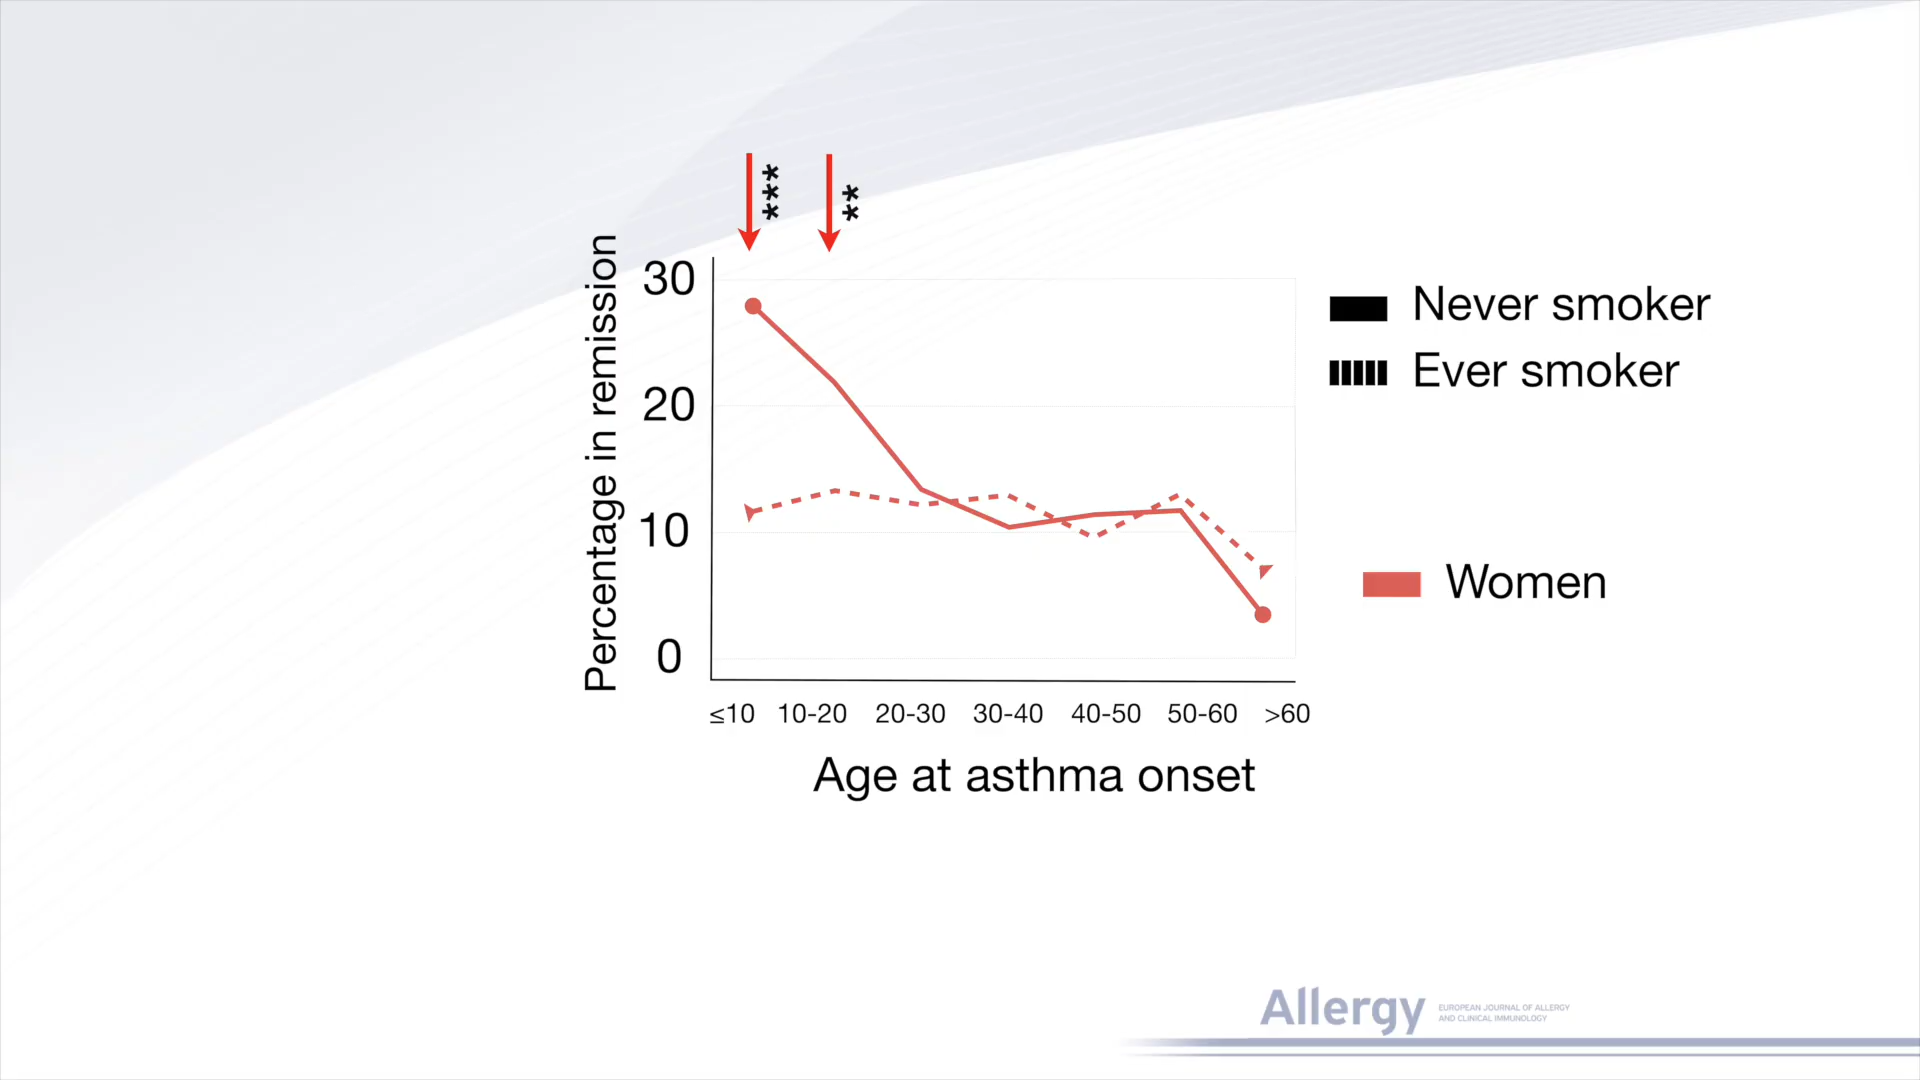 ***
**
Percentage in remission
30
20
10
0
≤10 10-20 20-30 30-40 40-50 50-60 >60
Age at asthma onset
Never smoker
Ever smoker
Women
Allergy
EUROPEAN JOURNAL OF ALLERGY
AND CLINICAL IMMUNOLOGY